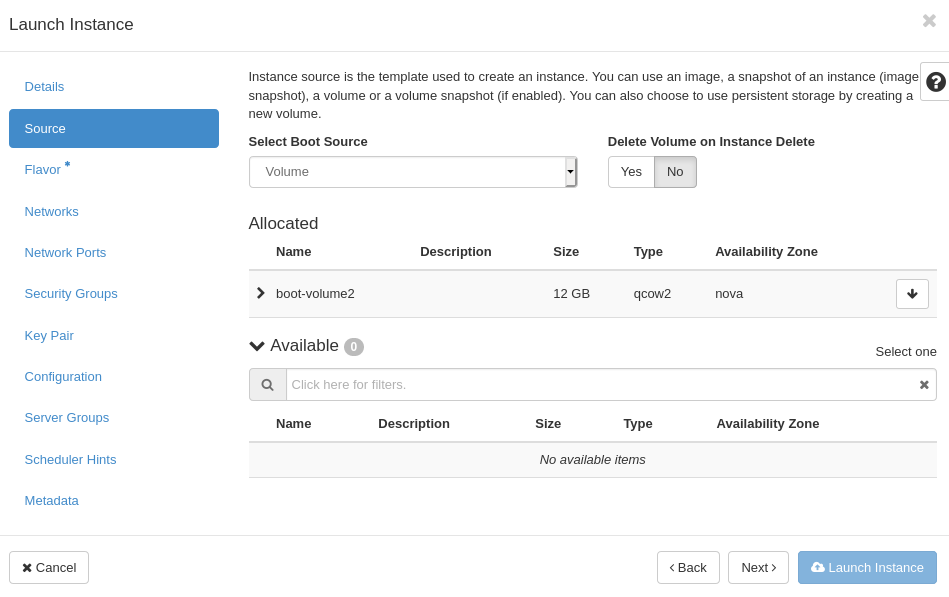 Launch Instance
Details
Source
Flavor *
Networks
Network Ports
Security Groups
Key Pair
Configuration
Server Groups
Scheduler Hints
Metadata
Instance source is the template used to create an instance. You can use an image, a snapshot of an instance (image
snapshot), a volume or a volume snapshot (if enabled). You can also choose to use persistent storage by creating a
new volume.
Select Boot Source
Volume
Delete Volume on Instance Delete
Yes No
Allocated
Name Description Size Type Availability Zone
boot-volume2 12 GB qcow2 nova
Available 0
Select one
Click here for filters.
Name Description Size Type Availability Zone
No available items
Cancel
Back
Next
Launch Instance